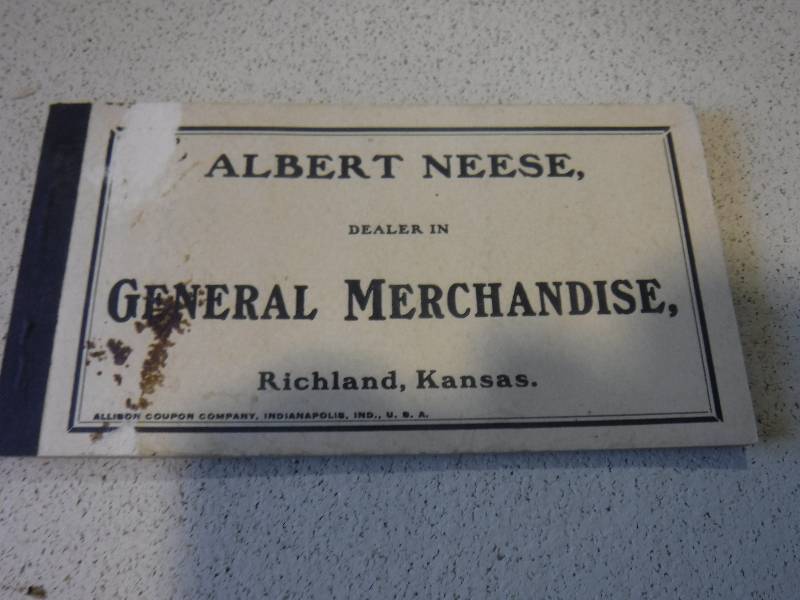 ALBERT NEESE,
DEALER IN
GENERAL MERCHANDISE,
Richland, Kansas.
ALLISON COUPON COMPANY, INDIANAPOLIS, IND., U. S. A.